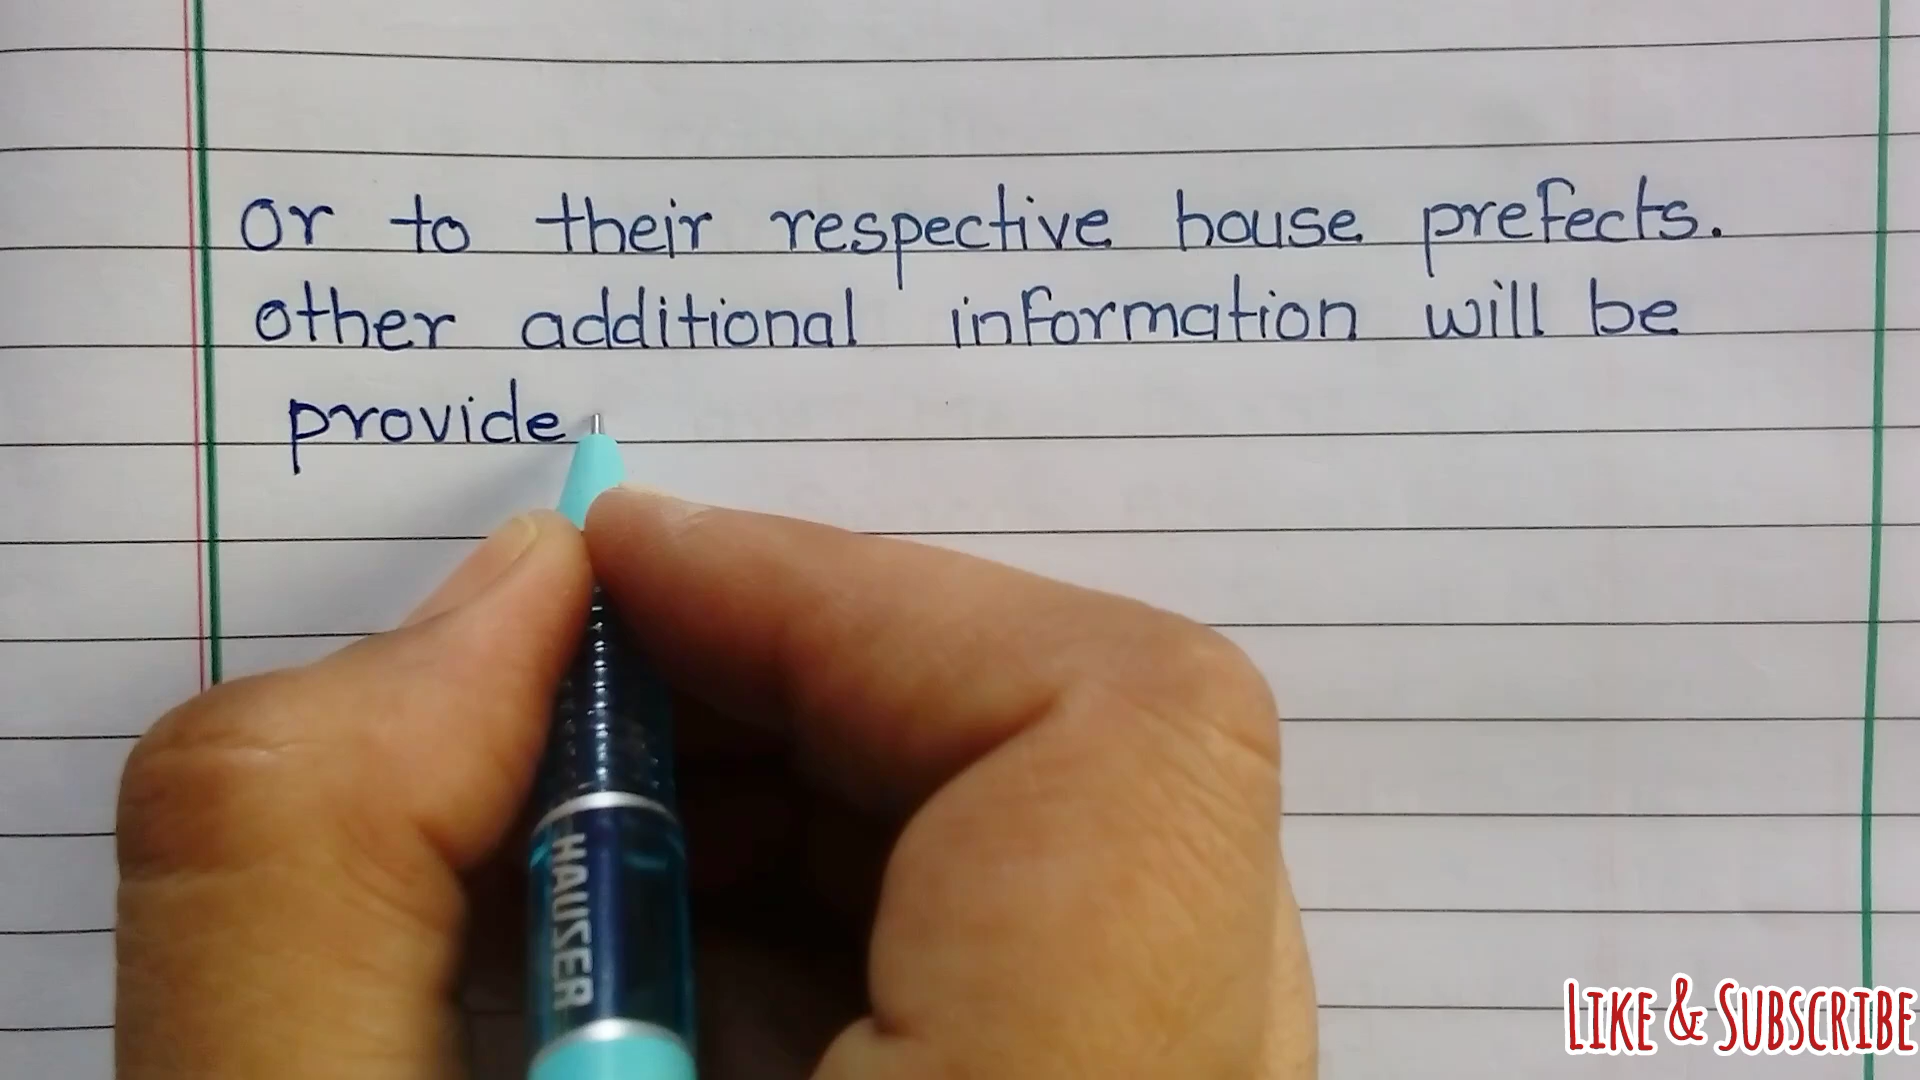 or to their respective house prefects.
other additional information will be
provide
HAUSER
LIKE & SUBSCRIBE